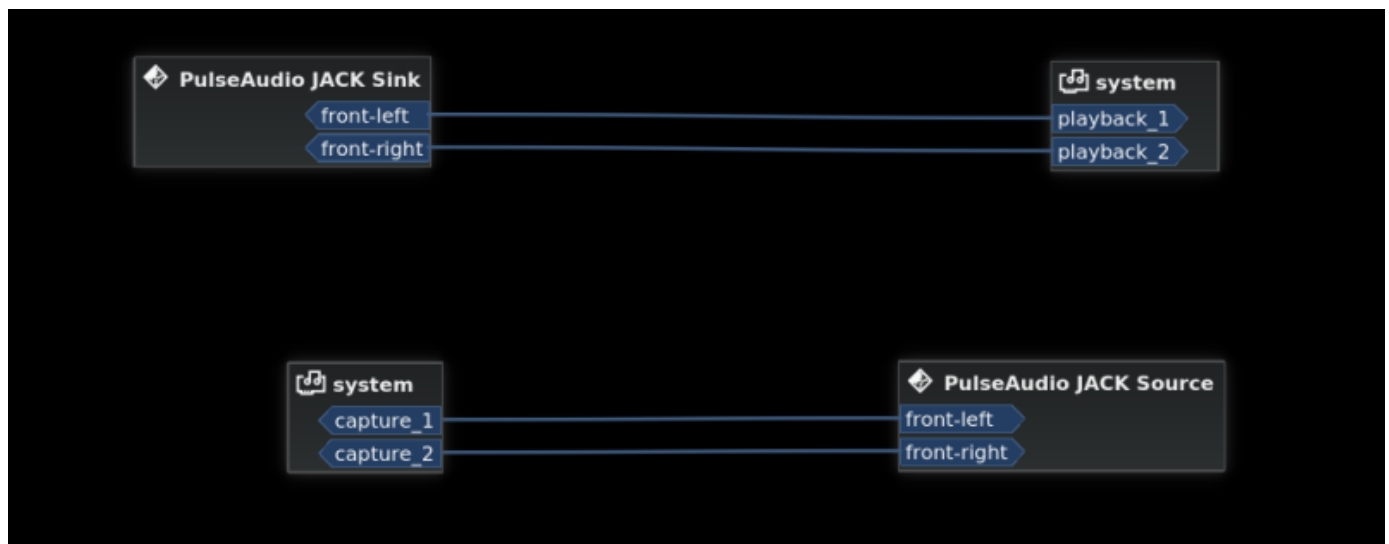 PulseAudio JACK Sink
front-left
front-right
system
playback_1
playback_2
system
capture_1
capture_2
PulseAudio JACK Source
front-left
front-right